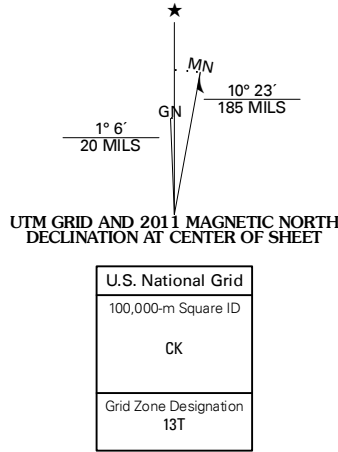 ★
MN
10° 23´
185 MILS
GN
1° 6´
20 MILS
UTM GRID AND 2011 MAGNETIC NORTH
DECLINATION AT CENTER OF SHEET
U.S. National Grid
100,000-m Square ID
CK
Grid Zone Designation
13T